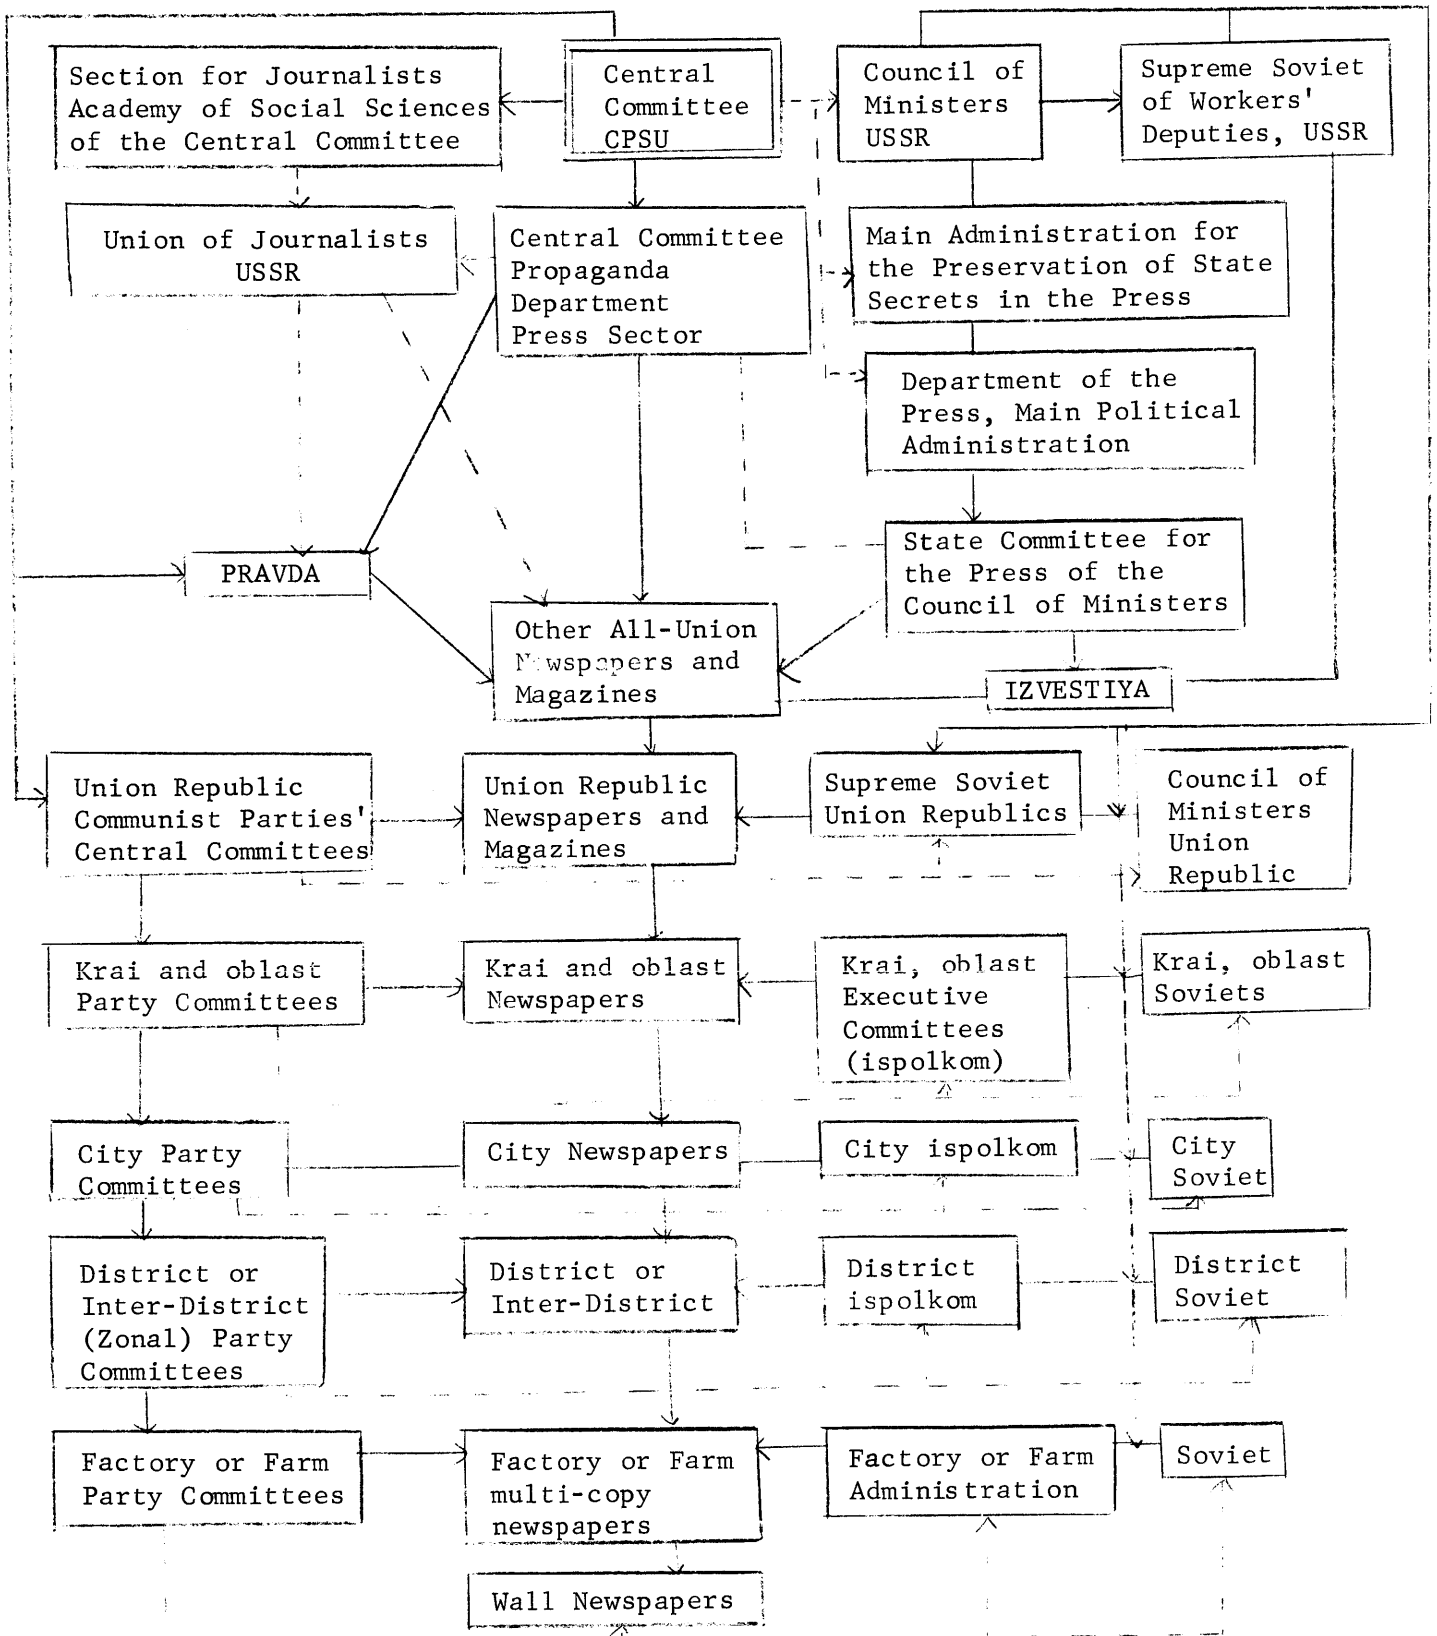 Section for Journalists
Academy of Social Sciences
of the Central Committee
Central
Committee
CPSU
Council of
Ministers
USSR
Supreme Soviet
of Workers'
Deputies, USSR
Union of Journalists
USSR
Central Committee
Propaganda
Department
Press Sector
Main Administration for
the Preservation of State
Secrets in the Press
Department of the
Press, Main Political
Administration
PRAVDA
State Committee for
the Press of the
Council of Ministers
Other All-Union
Newspapers and
Magazines
IZVESTIYA
Union Republic
Communist Parties'
Central Committees
Union Republic
Newspapers and
Magazines
Supreme Soviet
Union Republics
Council of
Ministers
Union
Republic
Krai and oblast
Party Committees
Krai and oblast
Newspapers
Krai, oblast
Executive
Committees
(ispolkom)
Krai, oblast
Soviets
City Party
Committees
City Newspapers
City ispolkom
City
Soviet
District or
Inter-District
(Zonal) Party
Committees
District or
Inter-District
District
ispolkom
District
Soviet
Factory or Farm
Party Committees
Factory or Farm
multi-copy
newspapers
Factory or Farm
Administration
Soviet
Wall Newspapers